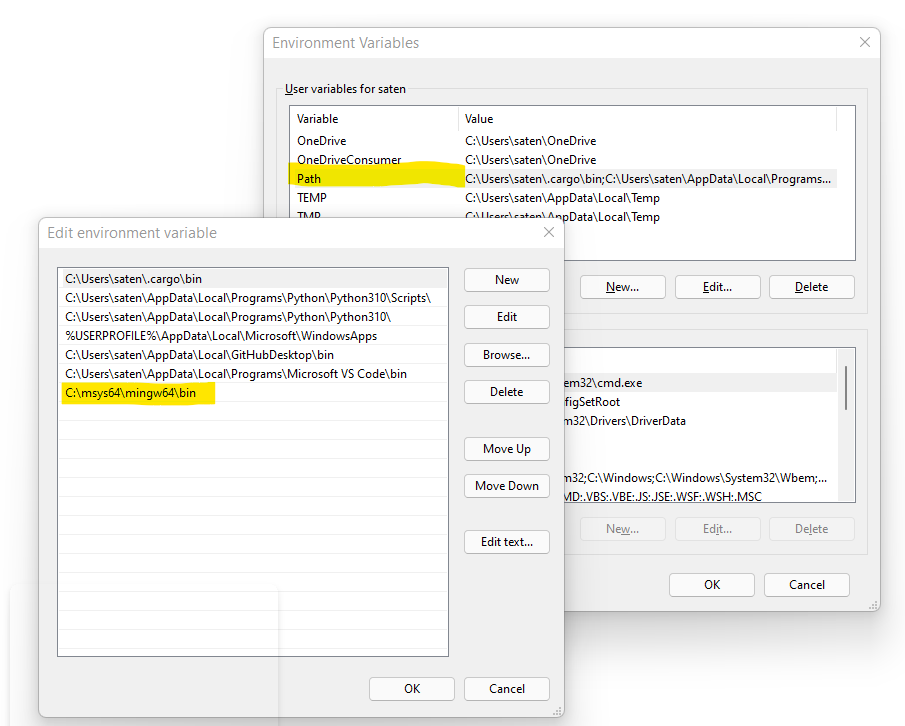 Environment Variables
User variables for saten
Variable Value
OneDrive C:\Users\saten\OneDrive
OneDriveConsumer C:\Users\saten\OneDrive
Path C:\Users\saten\.cargo\bin;C:\Users\saten\AppData\Local\Programs...
TEMP C:\Users\saten\AppData\Local\Temp
TMP C:\Users\saten\AppData\Local\Temp
New... Edit... Delete
em32\cmd.exe
figSetRoot
m32\Drivers\DriverData
m32;C:\Windows;C:\Windows\System32\Wbem;...
MD;.VBS;.VBE;.JS;.JSE;.WSF;.WSH;.MSC
New... Edit... Delete
OK Cancel
Edit environment variable
C:\Users\saten\.cargo\bin
C:\Users\saten\AppData\Local\Programs\Python\Python310\Scripts\
C:\Users\saten\AppData\Local\Programs\Python\Python310\
%USERPROFILE%\AppData\Local\Microsoft\WindowsApps
C:\Users\saten\AppData\Local\GitHubDesktop\bin
C:\Users\saten\AppData\Local\Programs\Microsoft VS Code\bin
C:\msys64\mingw64\bin
New
Edit
Browse...
Delete
Move Up
Move Down
Edit text...
OK Cancel